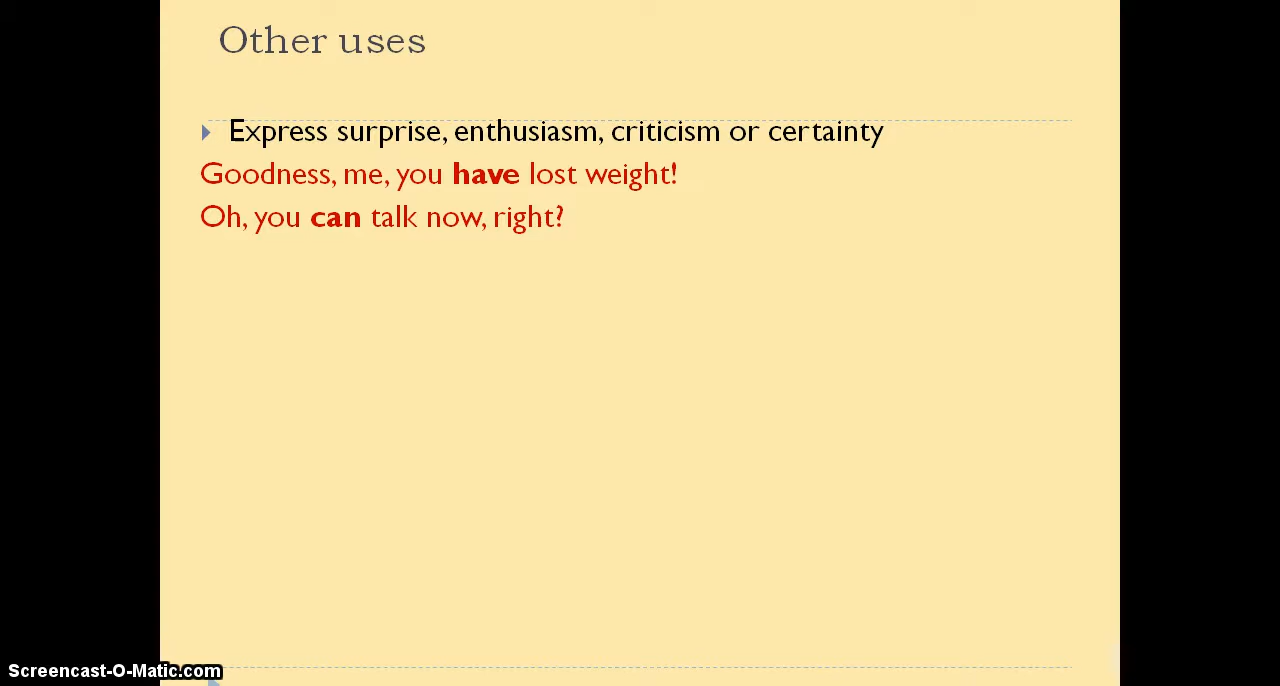 Other uses
Express surprise, enthusiasm, criticism or certainty
Goodness, me, you have lost weight!
Oh, you can talk now, right?
Screencast-O-Matic.com